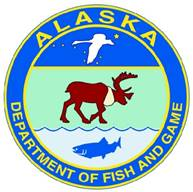 ALASKA
DEPARTMENT OF FISH AND GAME